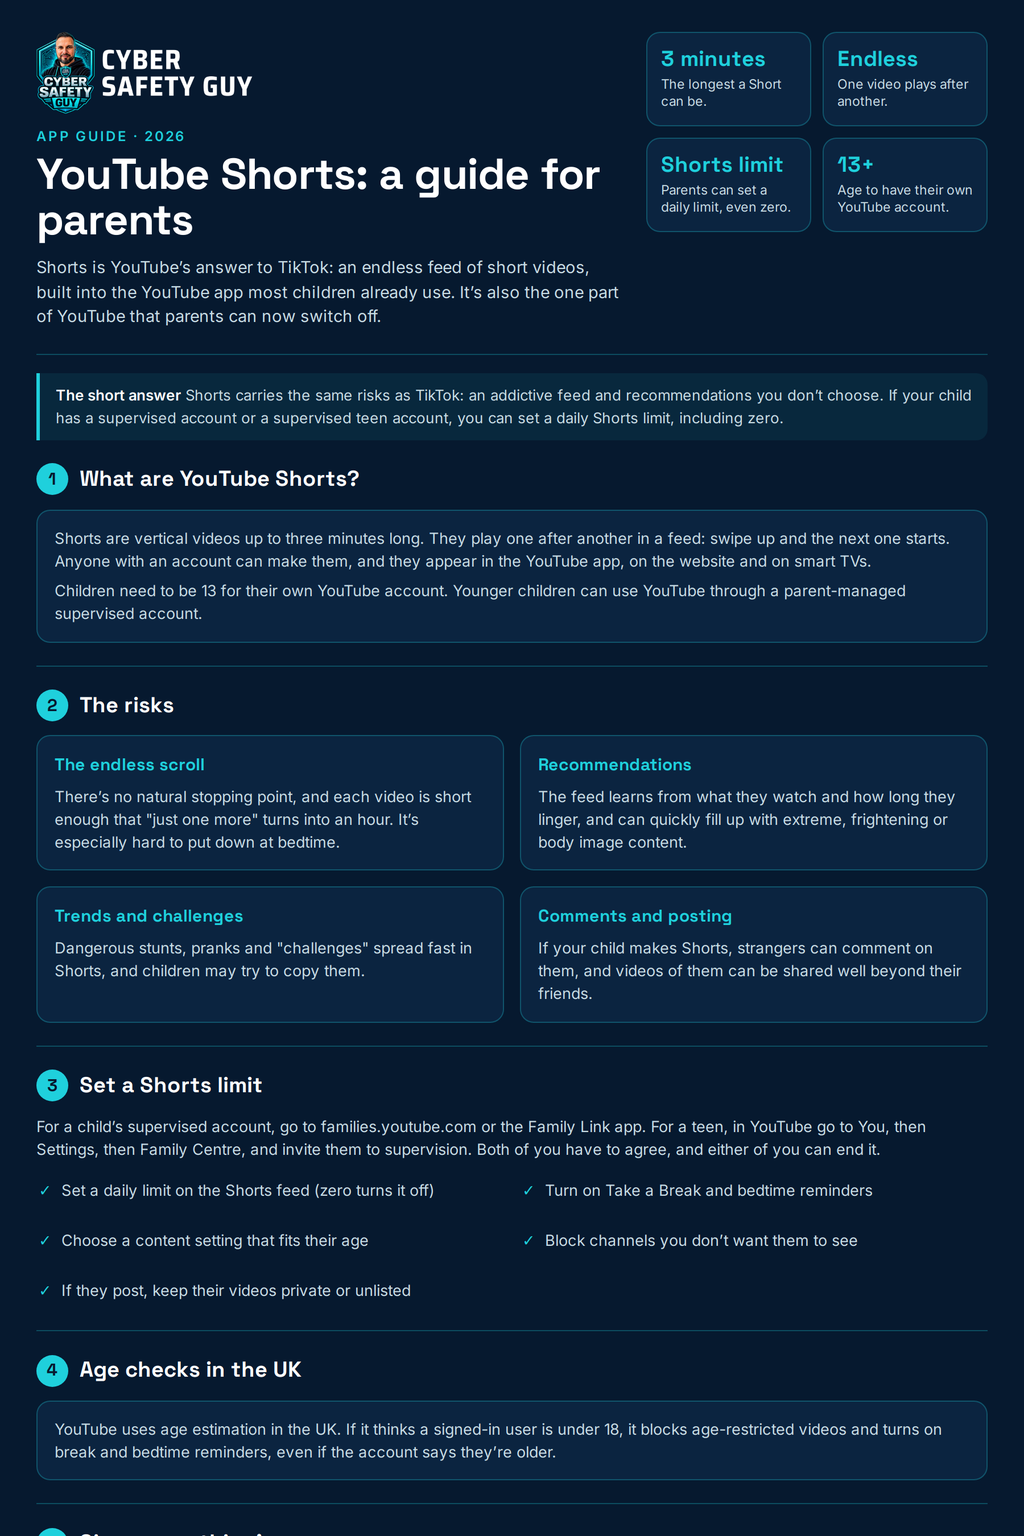 CYBER
SAFETY
GUY
CYBER
SAFETY GUY
APP GUIDE · 2026
YouTube Shorts: a guide for
parents
Shorts is YouTube’s answer to TikTok: an endless feed of short videos,
built into the YouTube app most children already use. It’s also the one part
of YouTube that parents can now switch off.
3 minutes
The longest a Short
can be.
Endless
One video plays after
another.
Shorts limit
Parents can set a
daily limit, even zero.
13+
Age to have their own
YouTube account.
The short answer Shorts carries the same risks as TikTok: an addictive feed and recommendations you don’t choose. If your child
has a supervised account or a supervised teen account, you can set a daily Shorts limit, including zero.
1 What are YouTube Shorts?
Shorts are vertical videos up to three minutes long. They play one after another in a feed: swipe up and the next one starts.
Anyone with an account can make them, and they appear in the YouTube app, on the website and on smart TVs.
Children need to be 13 for their own YouTube account. Younger children can use YouTube through a parent-managed
supervised account.
2 The risks
The endless scroll
There’s no natural stopping point, and each video is short
enough that "just one more" turns into an hour. It’s
especially hard to put down at bedtime.
Recommendations
The feed learns from what they watch and how long they
linger, and can quickly fill up with extreme, frightening or
body image content.
Trends and challenges
Dangerous stunts, pranks and "challenges" spread fast in
Shorts, and children may try to copy them.
Comments and posting
If your child makes Shorts, strangers can comment on
them, and videos of them can be shared well beyond their
friends.
3 Set a Shorts limit
For a child’s supervised account, go to families.youtube.com or the Family Link app. For a teen, in YouTube go to You, then
Settings, then Family Centre, and invite them to supervision. Both of you have to agree, and either of you can end it.
✓ Set a daily limit on the Shorts feed (zero turns it off)
✓ Turn on Take a Break and bedtime reminders
✓ Choose a content setting that fits their age
✓ Block channels you don’t want them to see
✓ If they post, keep their videos private or unlisted
4 Age checks in the UK
YouTube uses age estimation in the UK. If it thinks a signed-in user is under 18, it blocks age-restricted videos and turns on
break and bedtime reminders, even if the account says they’re older.